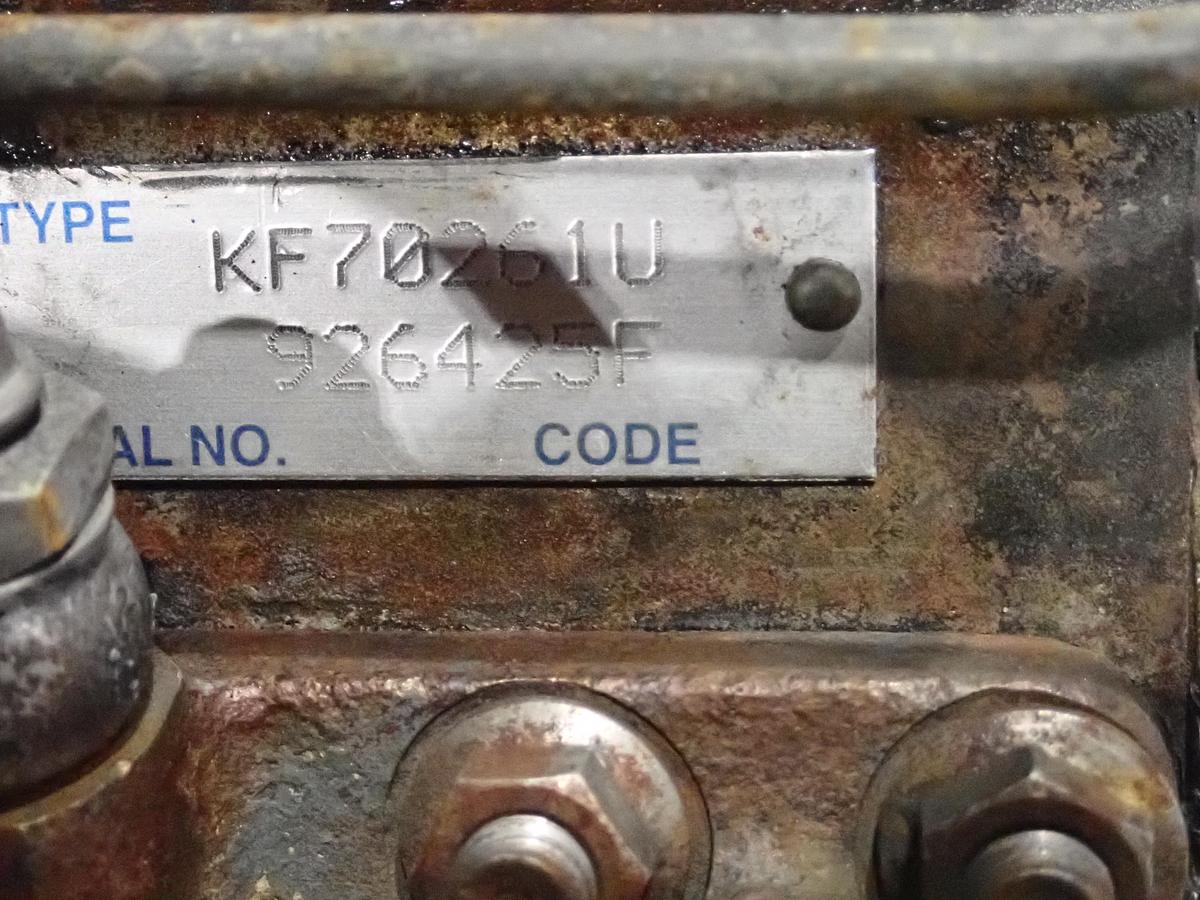 TYPE
KF70261U
926425F
AL NO. CODE